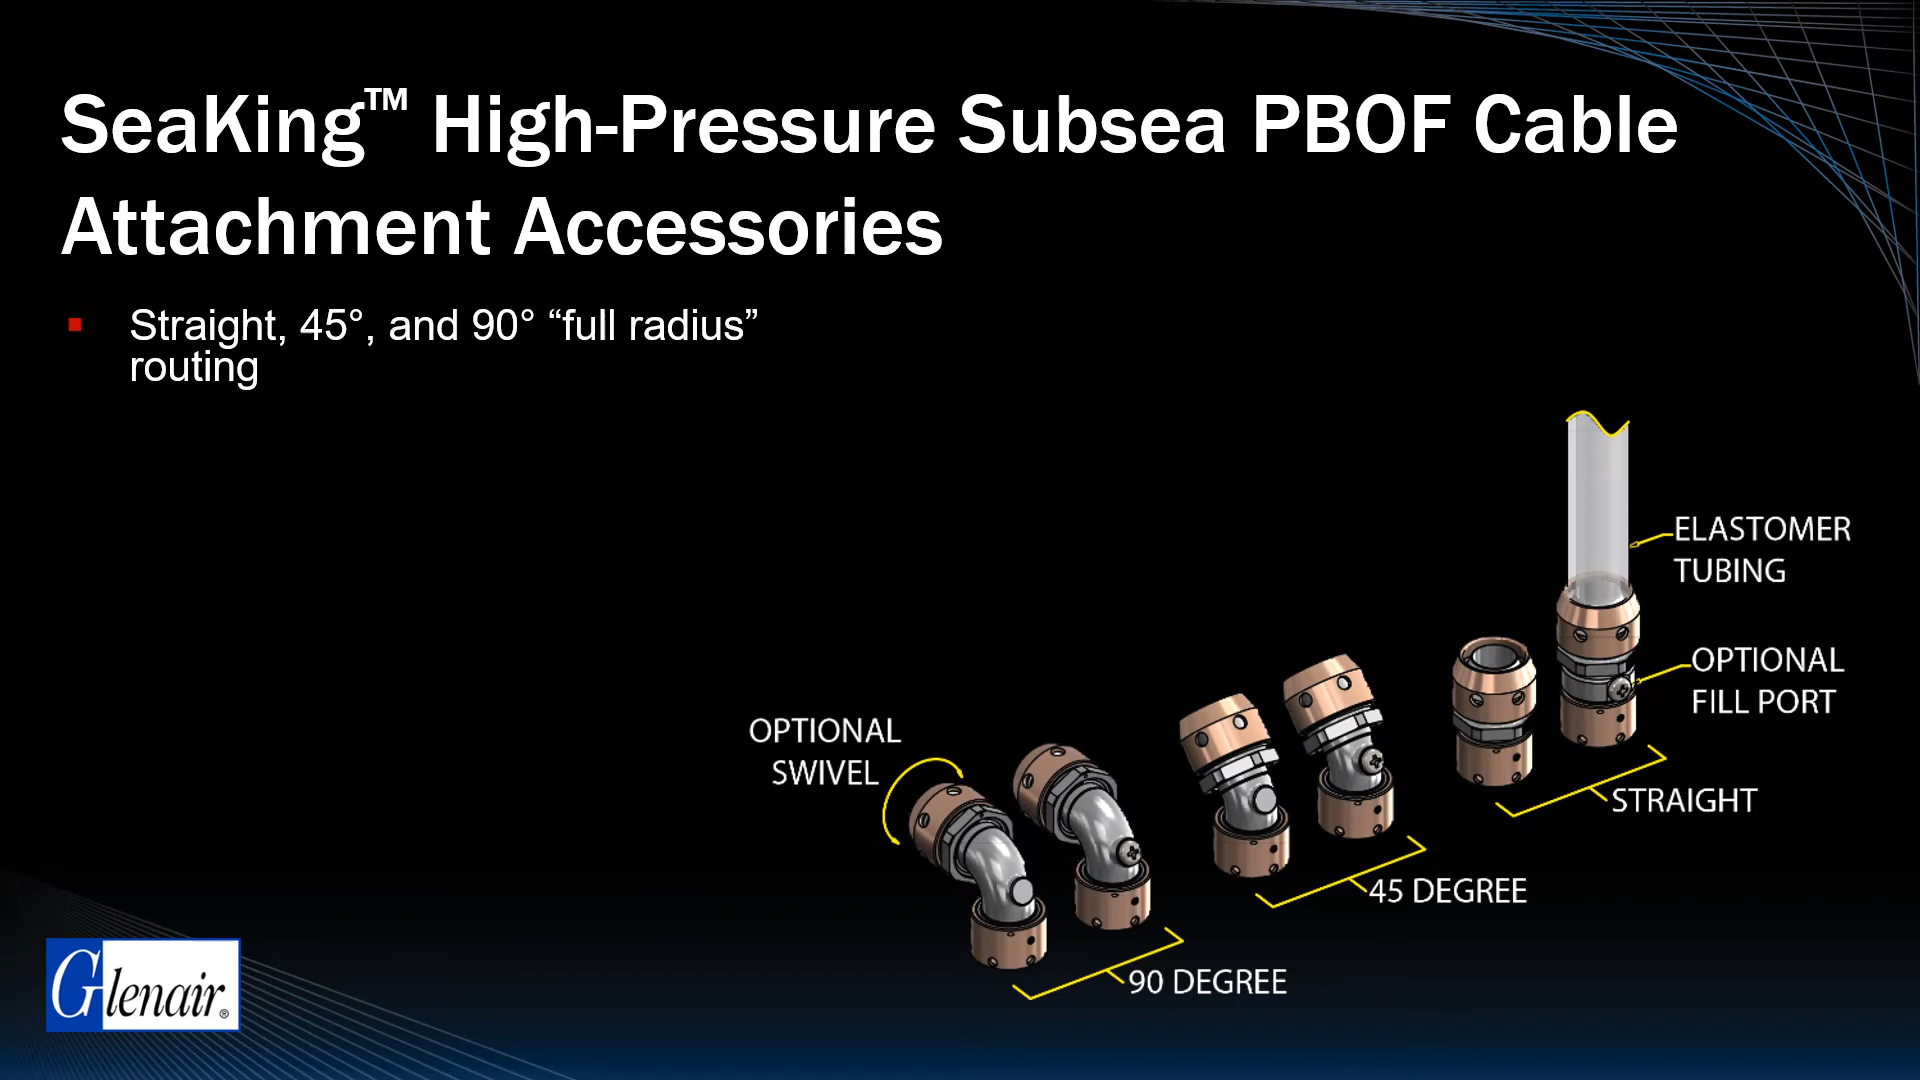 SeaKing™ High-Pressure Subsea PBOF Cable
Attachment Accessories
Straight, 45°, and 90° “full radius”
routing
ELASTOMER
TUBING
OPTIONAL
FILL PORT
OPTIONAL
SWIVEL
STRAIGHT
45 DEGREE
90 DEGREE
Glenair®